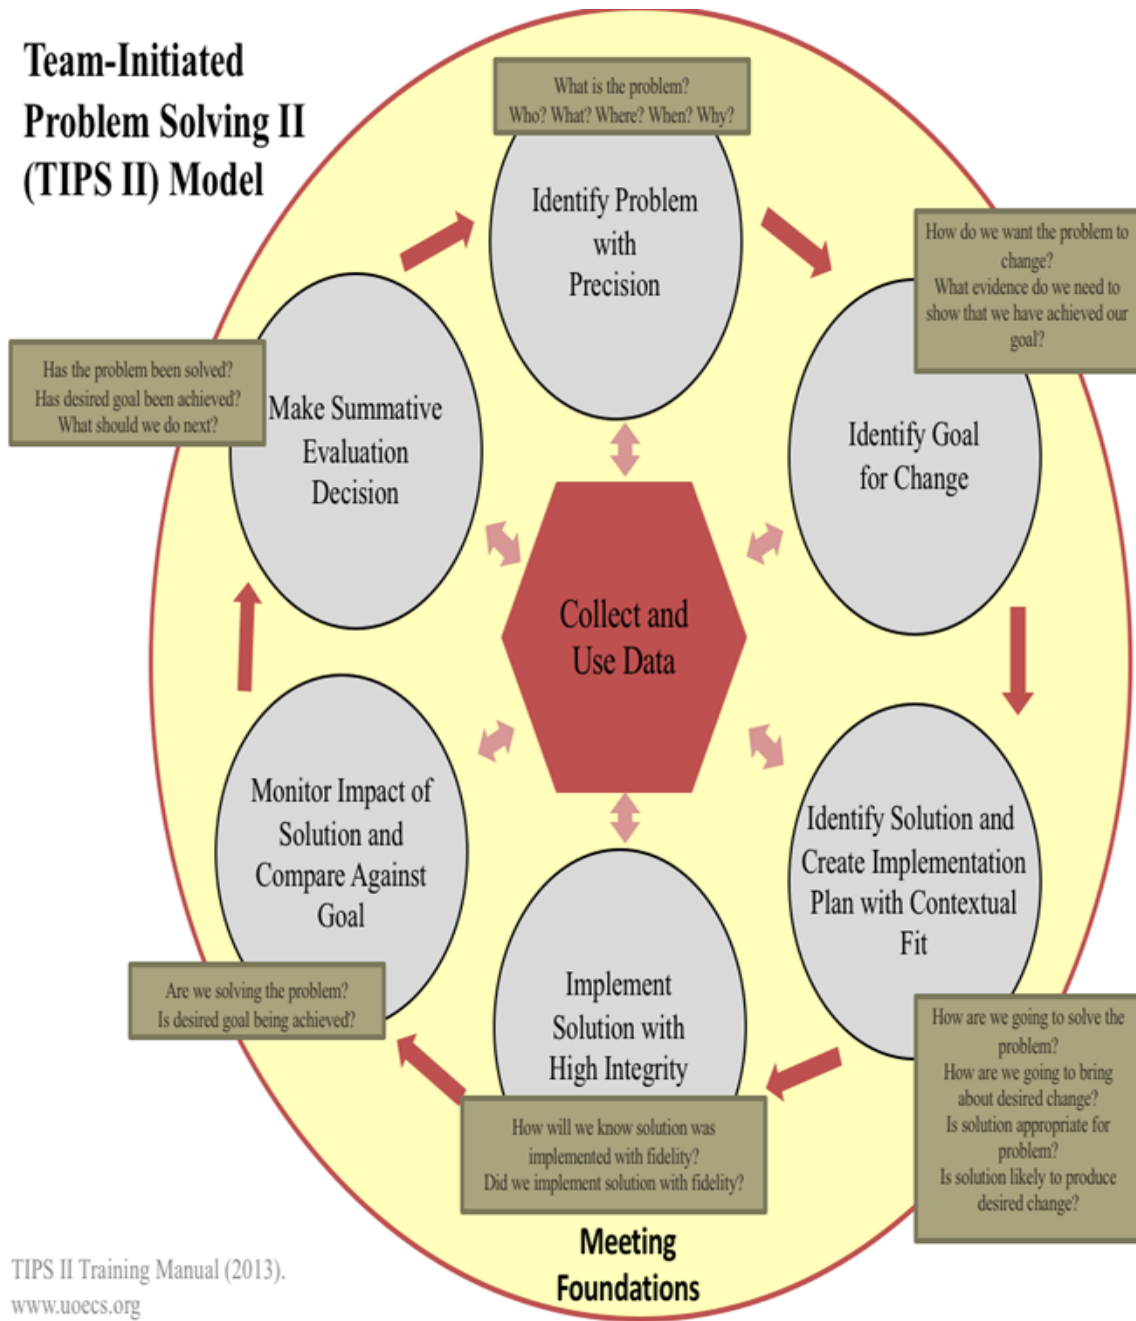 Team-Initiated
Problem Solving II
(TIPS II) Model
What is the problem?
Who? What? Where? When? Why?
Identify Problem
with
Precision
How do we want the problem to
change?
What evidence do we need to
show that we have achieved our
goal?
Identify Goal
for Change
Has the problem been solved?
Has desired goal been achieved?
What should we do next?
Make Summative
Evaluation
Decision
Collect and
Use Data
Identify Solution and
Create Implementation
Plan with Contextual
Fit
How are we going to solve the
problem?
How are we going to bring
about desired change?
Is solution appropriate for
problem?
Is solution likely to produce
desired change?
Implement
Solution with
High Integrity
How will we know solution was
implemented with fidelity?
Did we implement solution with fidelity?
Monitor Impact of
Solution and
Compare Against
Goal
Are we solving the problem?
Is desired goal being achieved?
Meeting
Foundations
TIPS II Training Manual (2013).
www.uoecs.org